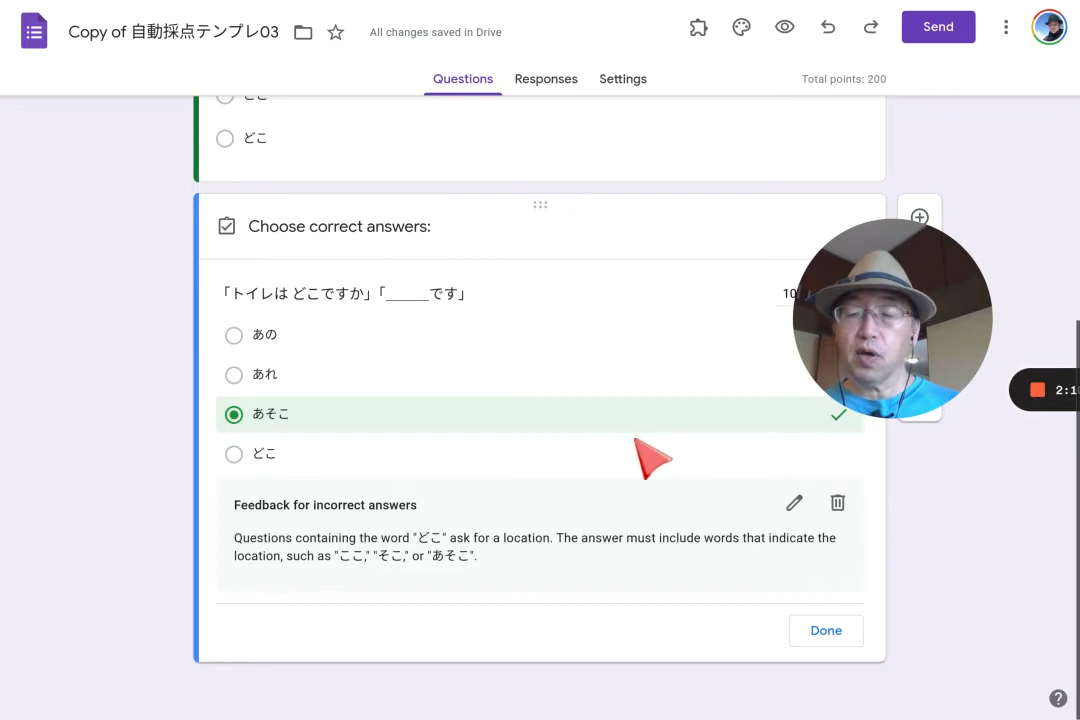 Copy of 自動採点テンプレ03
All changes saved in Drive
Send
Questions
Responses
Settings
Total points: 200
どこ
Choose correct answers:
「トイレは どこですか」「______です」
10
あの
あれ
あそこ
どこ
Feedback for incorrect answers
Questions containing the word "どこ" ask for a location. The answer must include words that indicate the
location, such as "ここ," "そこ," or "あそこ".
Done